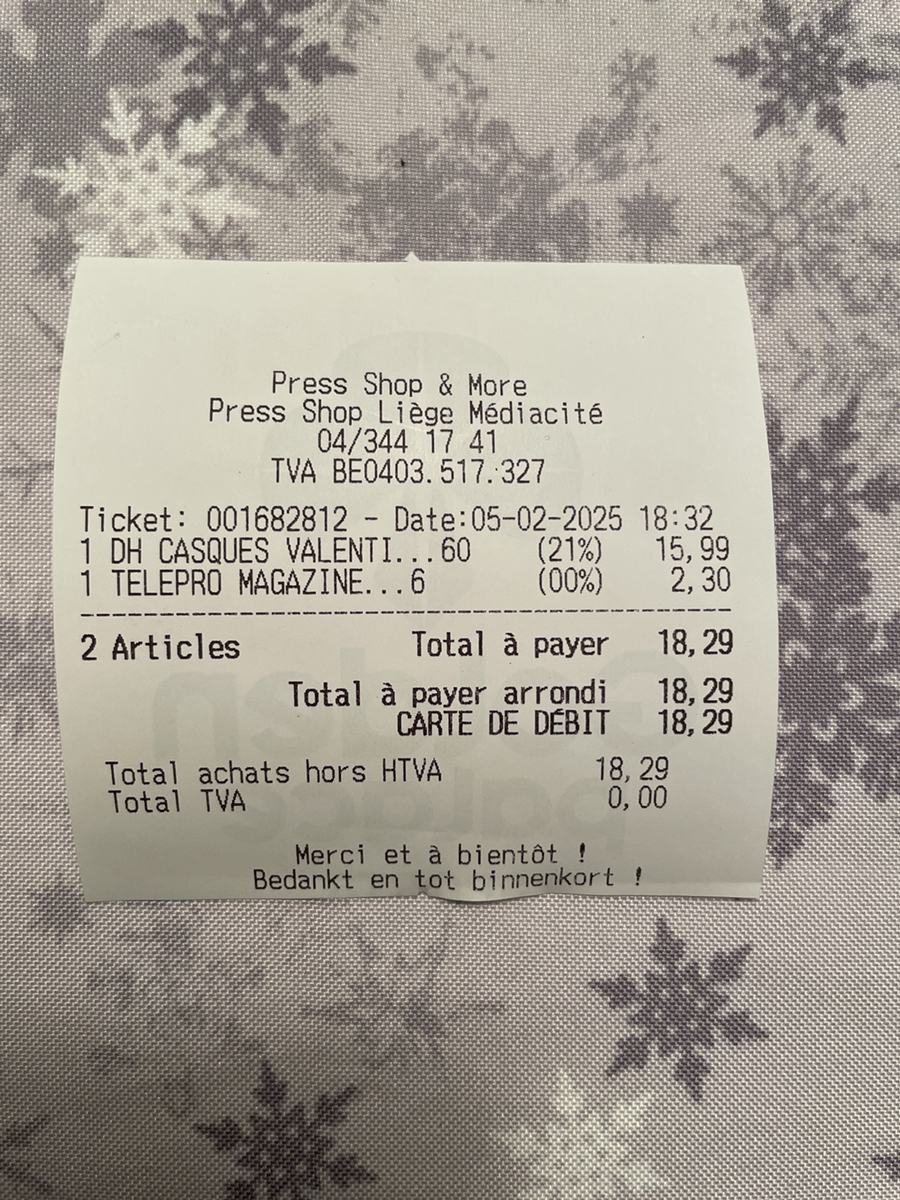 Press Shop & More
Press Shop Liège Médiacité
04/344 17 41
TVA BE0403.517.327
Ticket: 001682812 - Date:05-02-2025 18:32
1 DH CASQUES VALENTI...60 (21%) 15,99
1 TELEPRO MAGAZINE...6 (00%) 2,30
2 Articles Total à payer 18,29
Total à payer arrondi 18,29
CARTE DE DÉBIT 18,29
Total achats hors HTVA 18,29
Total TVA 0,00
Merci et à bientôt !
Bedankt en tot binnenkort !